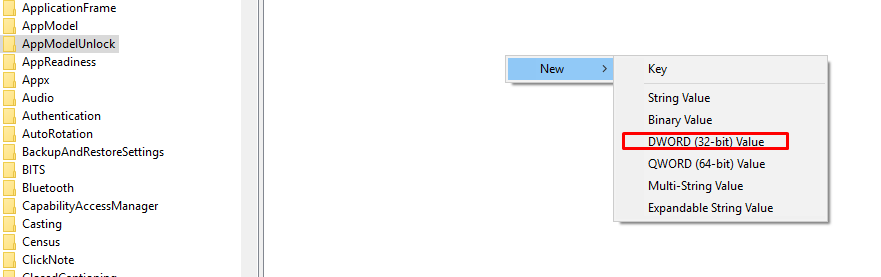 ApplicationFrame
AppModel
AppModelUnlock
AppReadiness
Appx
Audio
Authentication
AutoRotation
BackupAndRestoreSettings
BITS
Bluetooth
CapabilityAccessManager
Casting
Census
ClickNote
ClosedCaptioning
New
Key
String Value
Binary Value
DWORD (32-bit) Value
QWORD (64-bit) Value
Multi-String Value
Expandable String Value